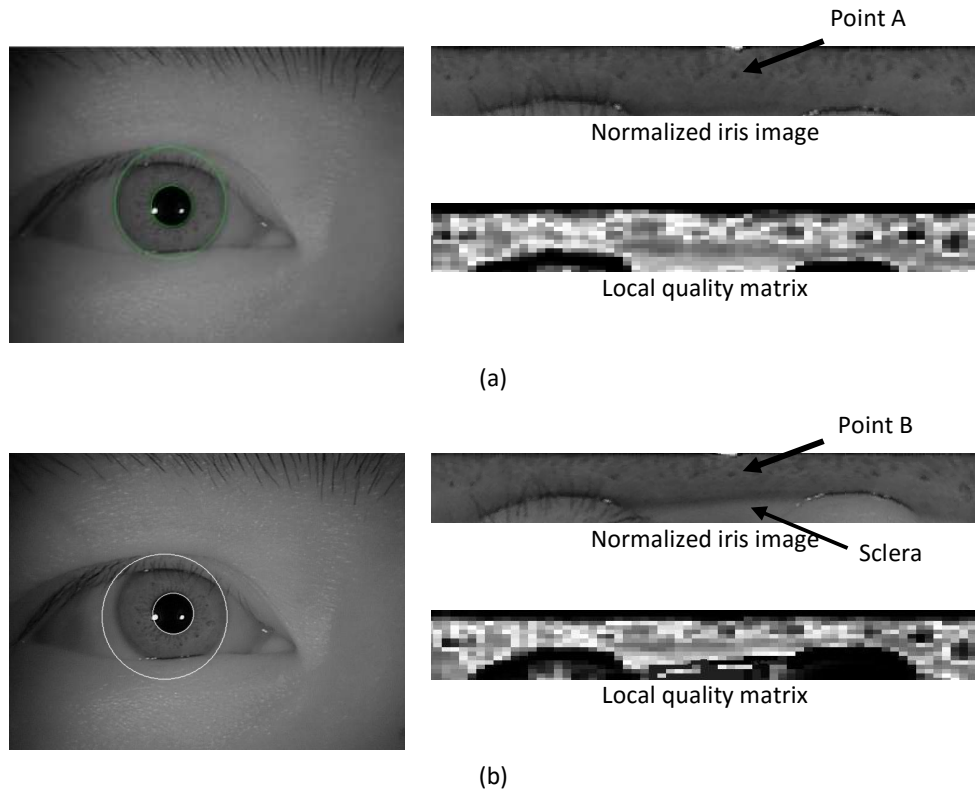 Point A
Normalized iris image
Local quality matrix
(a)
Point B
Normalized iris image
Sclera
Local quality matrix
(b)